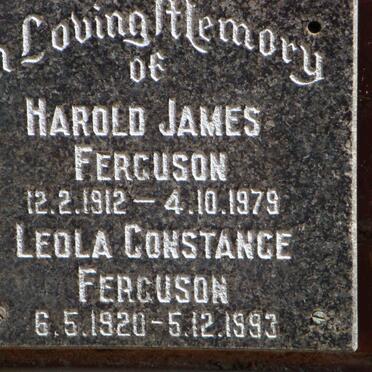 n Loving Memory
of
HAROLD JAMES
FERGUSON
12.2.1912 — 4.10.1979
LEOLA CONSTANCE
FERGUSON
6.5.1920 - 5.12.1993